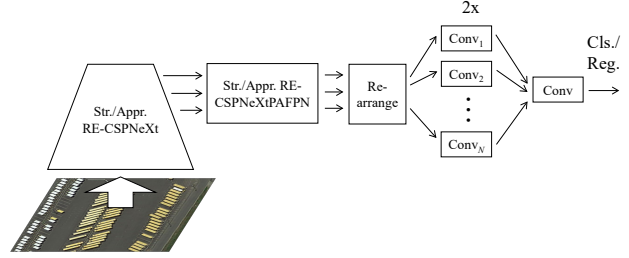 2x
Cls./
Reg.
Str./Appr.
RE-CSPNeXt
Str./Appr. RE-
CSPNeXtPAFPN
Re-
arrange
Conv1
Conv2
ConvN
Conv